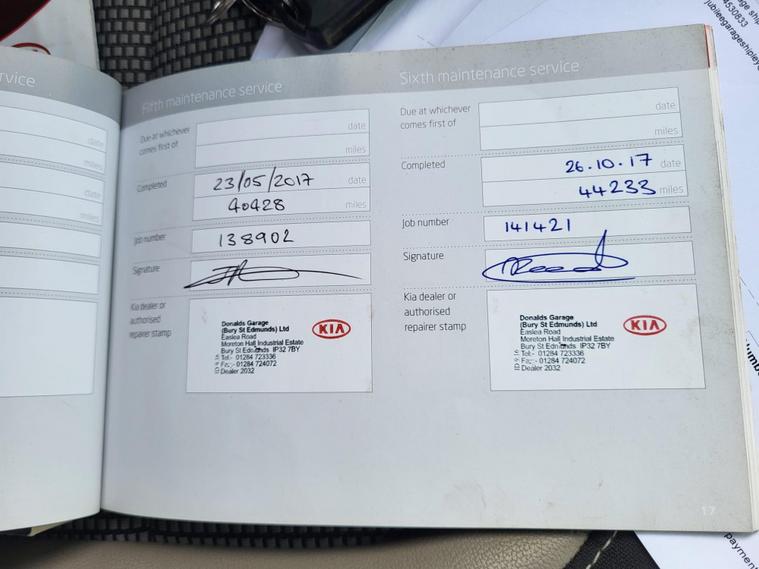 rvice
date
miles
date
miles
Fifth maintenance service
Due at whichever
comes first of
date
miles
Completed
23/05/2017 date
40428 miles
Job number
138902
Signature
Kia dealer or
authorised
repairer stamp
Donalds Garage
(Bury St Edmunds) Ltd
Easlea Road
Moreton Hall Industrial Estate
Bury St Edmunds IP32 7BY
Tel:- 01284 723336
Fax:- 01284 724072
Dealer 2032
KIA
Sixth maintenance service
Due at whichever
comes first of
date
miles
Completed
26.10.17 date
44233 miles
Job number
141421
Signature
Kia dealer or
authorised
repairer stamp
Donalds Garage
(Bury St Edmunds) Ltd
Easlea Road
Moreton Hall Industrial Estate
Bury St Edmunds IP32 7BY
Tel:- 01284 723336
Fax:- 01284 724072
Dealer 2032
KIA
17
4530833